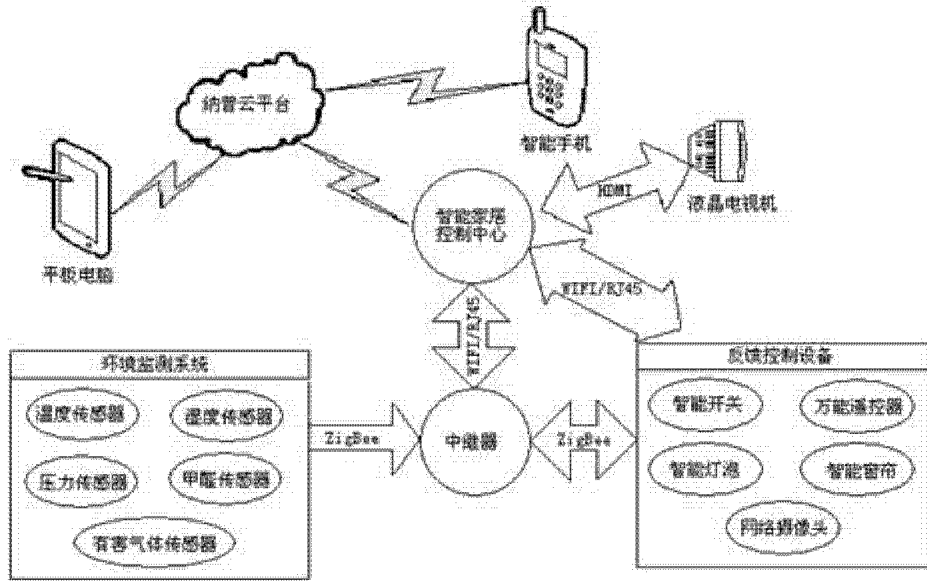 纳普云平台
智能手机
HDMI
液晶电视机
平板电脑
智能家居
控制中心
WIFI/RJ45
WIFI/RJ45
环境监测系统
温度传感器
湿度传感器
压力传感器
甲醛传感器
有害气体传感器
ZigBee
中继器
ZigBee
反馈控制设备
智能开关
万能遥控器
智能灯泡
智能窗帘
网络摄像头